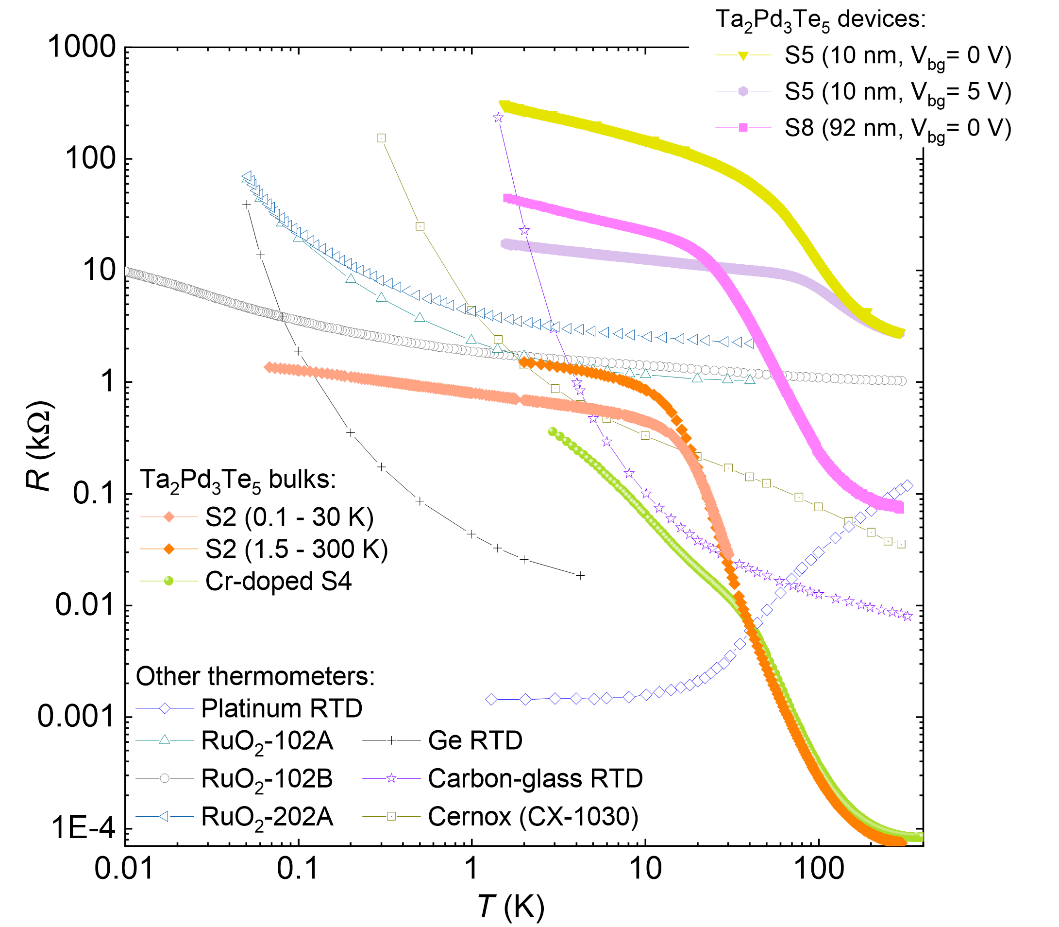 Ta₂Pd₃Te₅ devices:
S5 (10 nm, V_bg= 0 V)
S5 (10 nm, V_bg= 5 V)
S8 (92 nm, V_bg= 0 V)
1000
100
10
1
0.1
0.01
0.001
1E-4
R (kΩ)
Ta₂Pd₃Te₅ bulks:
S2 (0.1 - 30 K)
S2 (1.5 - 300 K)
Cr-doped S4
Other thermometers:
Platinum RTD
RuO₂-102A
Ge RTD
RuO₂-102B
Carbon-glass RTD
RuO₂-202A
Cernox (CX-1030)
0.01
0.1
1
10
100
T (K)